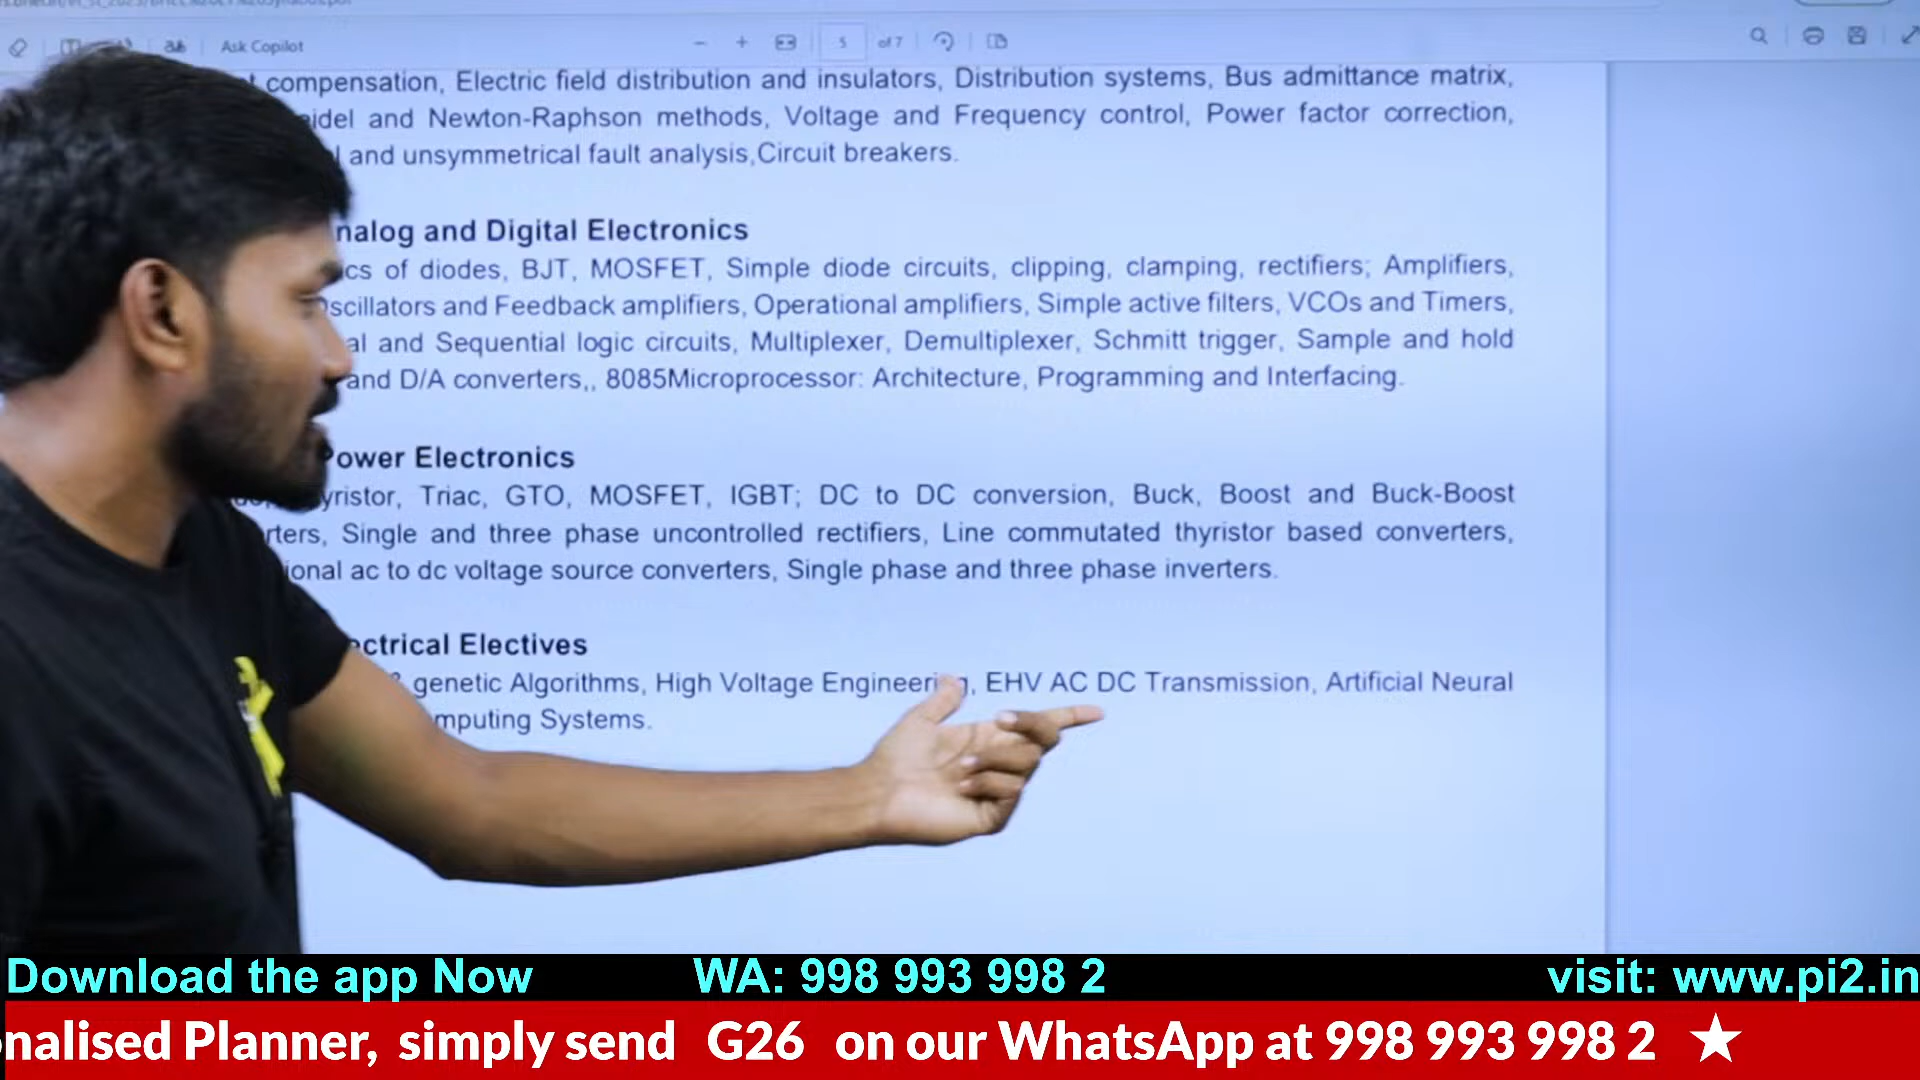 Ask Copilot
5 of 7
compensation, Electric field distribution and insulators, Distribution systems, Bus admittance matrix,
and Newton-Raphson methods, Voltage and Frequency control, Power factor correction,
and unsymmetrical fault analysis,Circuit breakers.
nalog and Digital Electronics
cs of diodes, BJT, MOSFET, Simple diode circuits, clipping, clamping, rectifiers; Amplifiers,
scillators and Feedback amplifiers, Operational amplifiers, Simple active filters, VCOs and Timers,
al and Sequential logic circuits, Multiplexer, Demultiplexer, Schmitt trigger, Sample and hold
and D/A converters,, 8085Microprocessor: Architecture, Programming and Interfacing.
ower Electronics
yristor, Triac, GTO, MOSFET, IGBT; DC to DC conversion, Buck, Boost and Buck-Boost
rters, Single and three phase uncontrolled rectifiers, Line commutated thyristor based converters,
ional ac to dc voltage source converters, Single phase and three phase inverters.
ectrical Electives
genetic Algorithms, High Voltage Engineering, EHV AC DC Transmission, Artificial Neural
mputing Systems.
Download the app Now WA: 998 993 998 2 visit: www.pi2.in
nalised Planner, simply send G26 on our WhatsApp at 998 993 998 2 ★